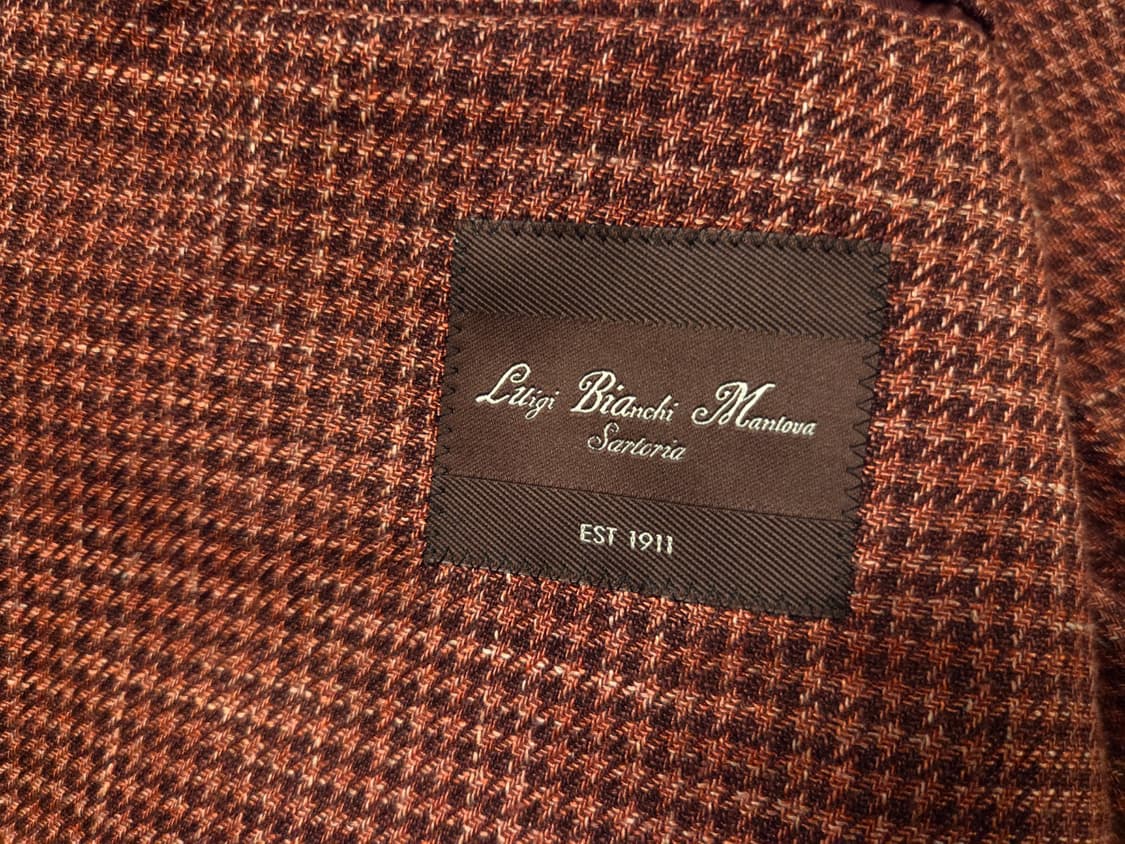 Luigi Bianchi Mantova
Sartoria
EST 1911